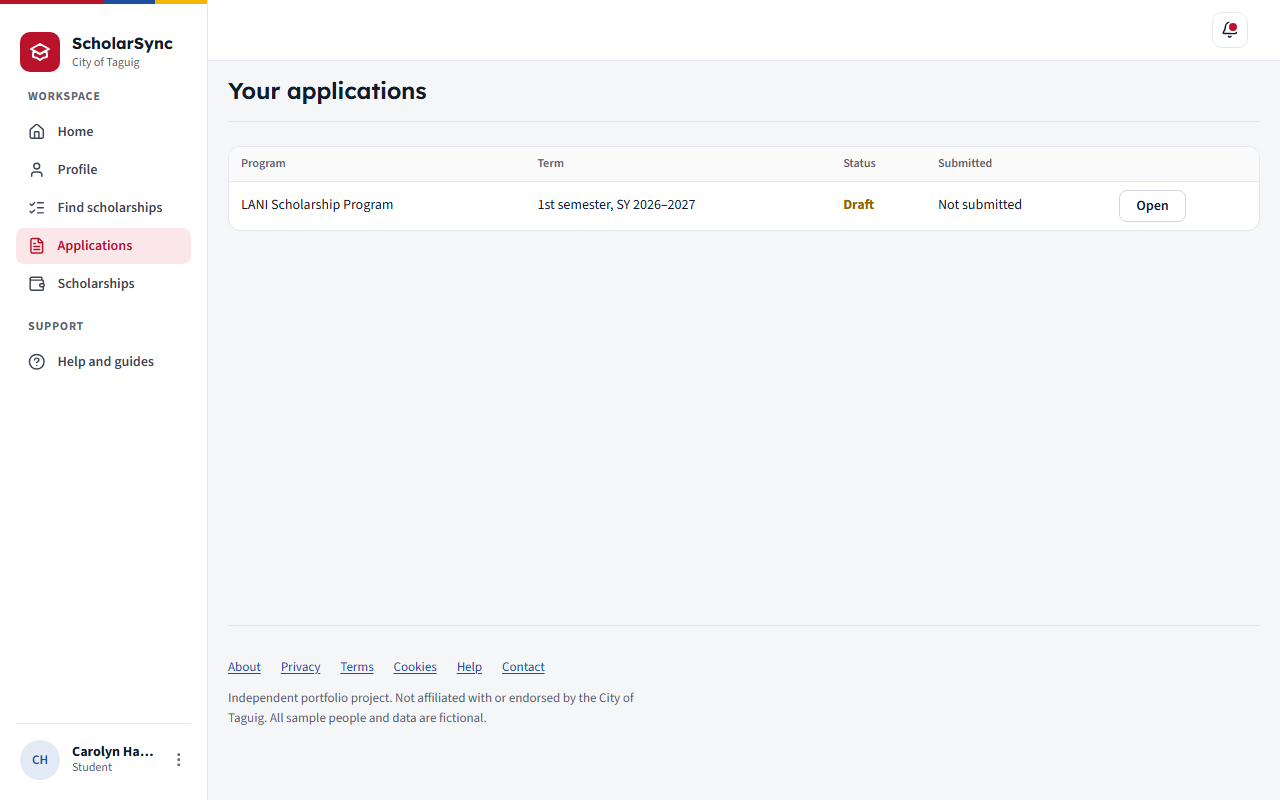 ScholarSync
City of Taguig
WORKSPACE
Home
Profile
Find scholarships
Applications
Scholarships
SUPPORT
Help and guides
CH
Carolyn Ha...
Student
Your applications
Program Term Status Submitted
LANI Scholarship Program 1st semester, SY 2026–2027 Draft Not submitted Open
About Privacy Terms Cookies Help Contact
Independent portfolio project. Not affiliated with or endorsed by the City of
Taguig. All sample people and data are fictional.